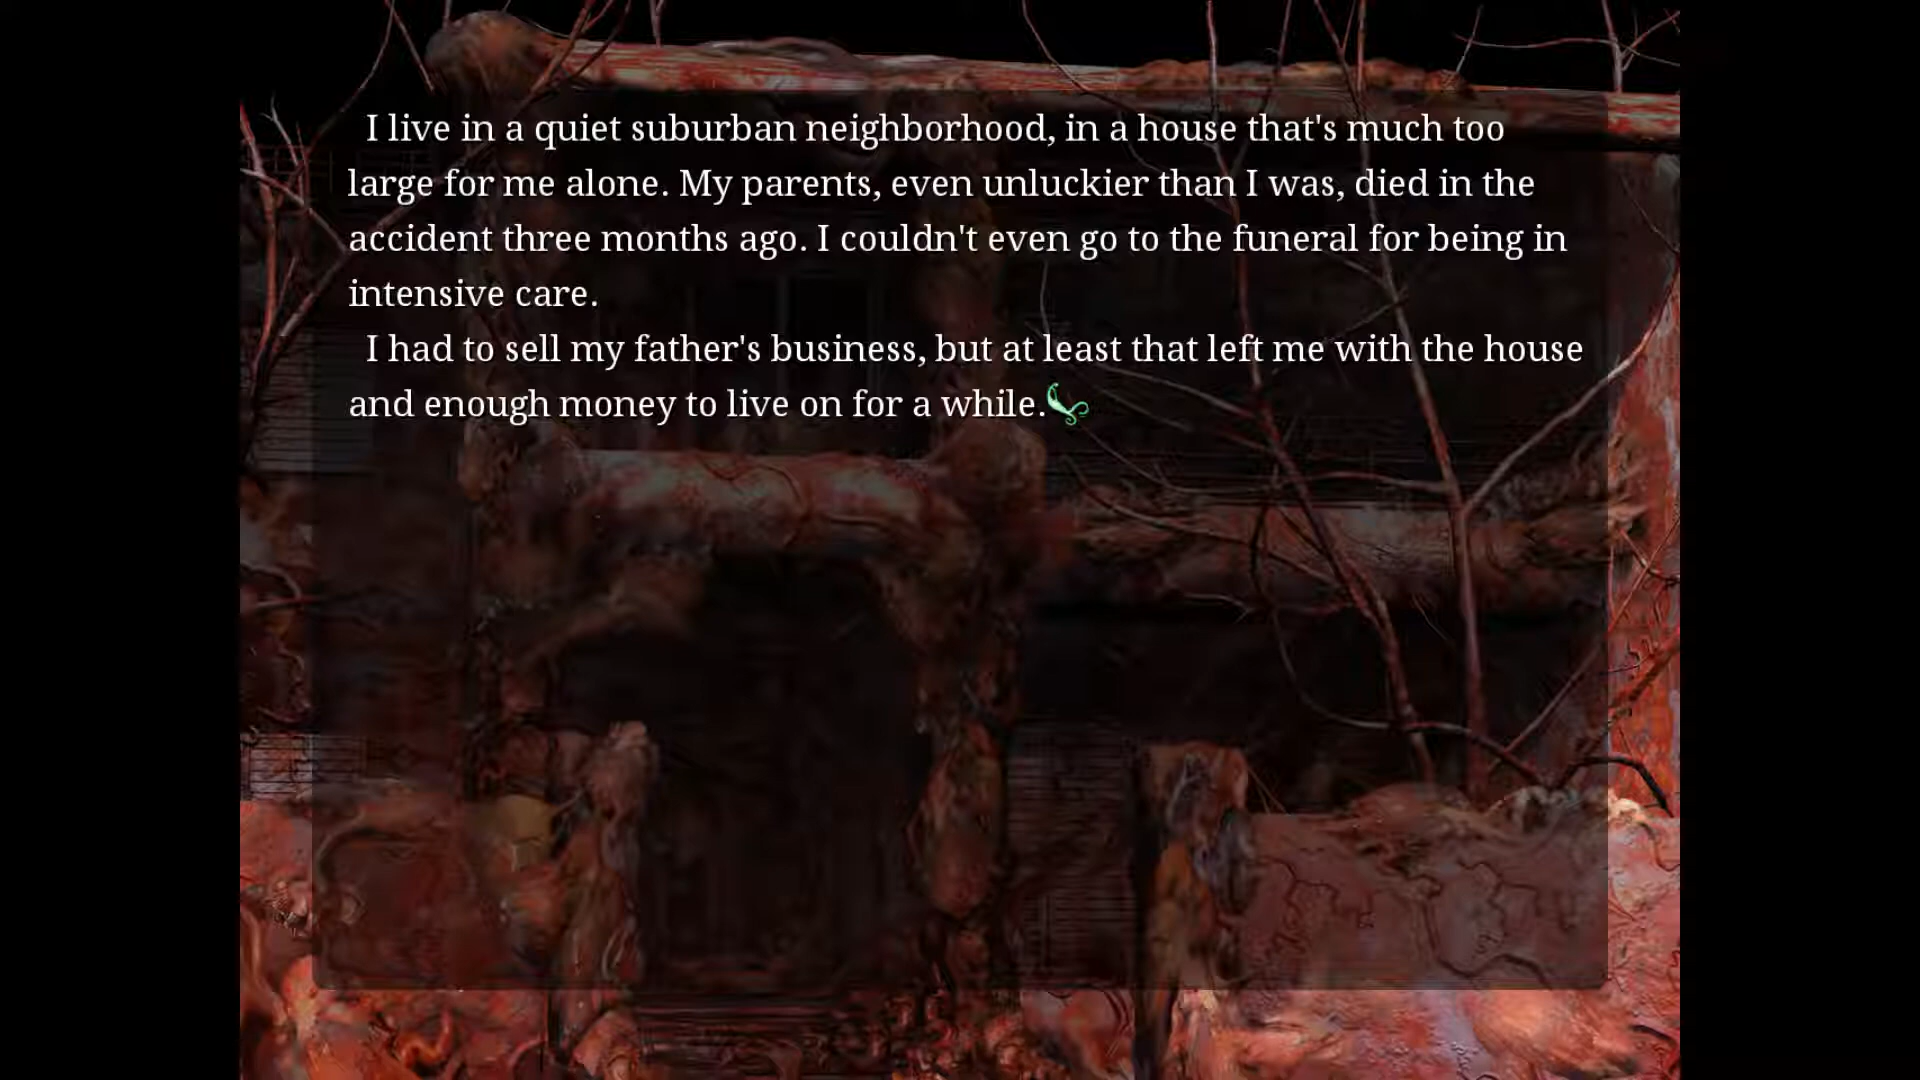 I live in a quiet suburban neighborhood, in a house that's much too
large for me alone. My parents, even unluckier than I was, died in the
accident three months ago. I couldn't even go to the funeral for being in
intensive care.
I had to sell my father's business, but at least that left me with the house
and enough money to live on for a while.